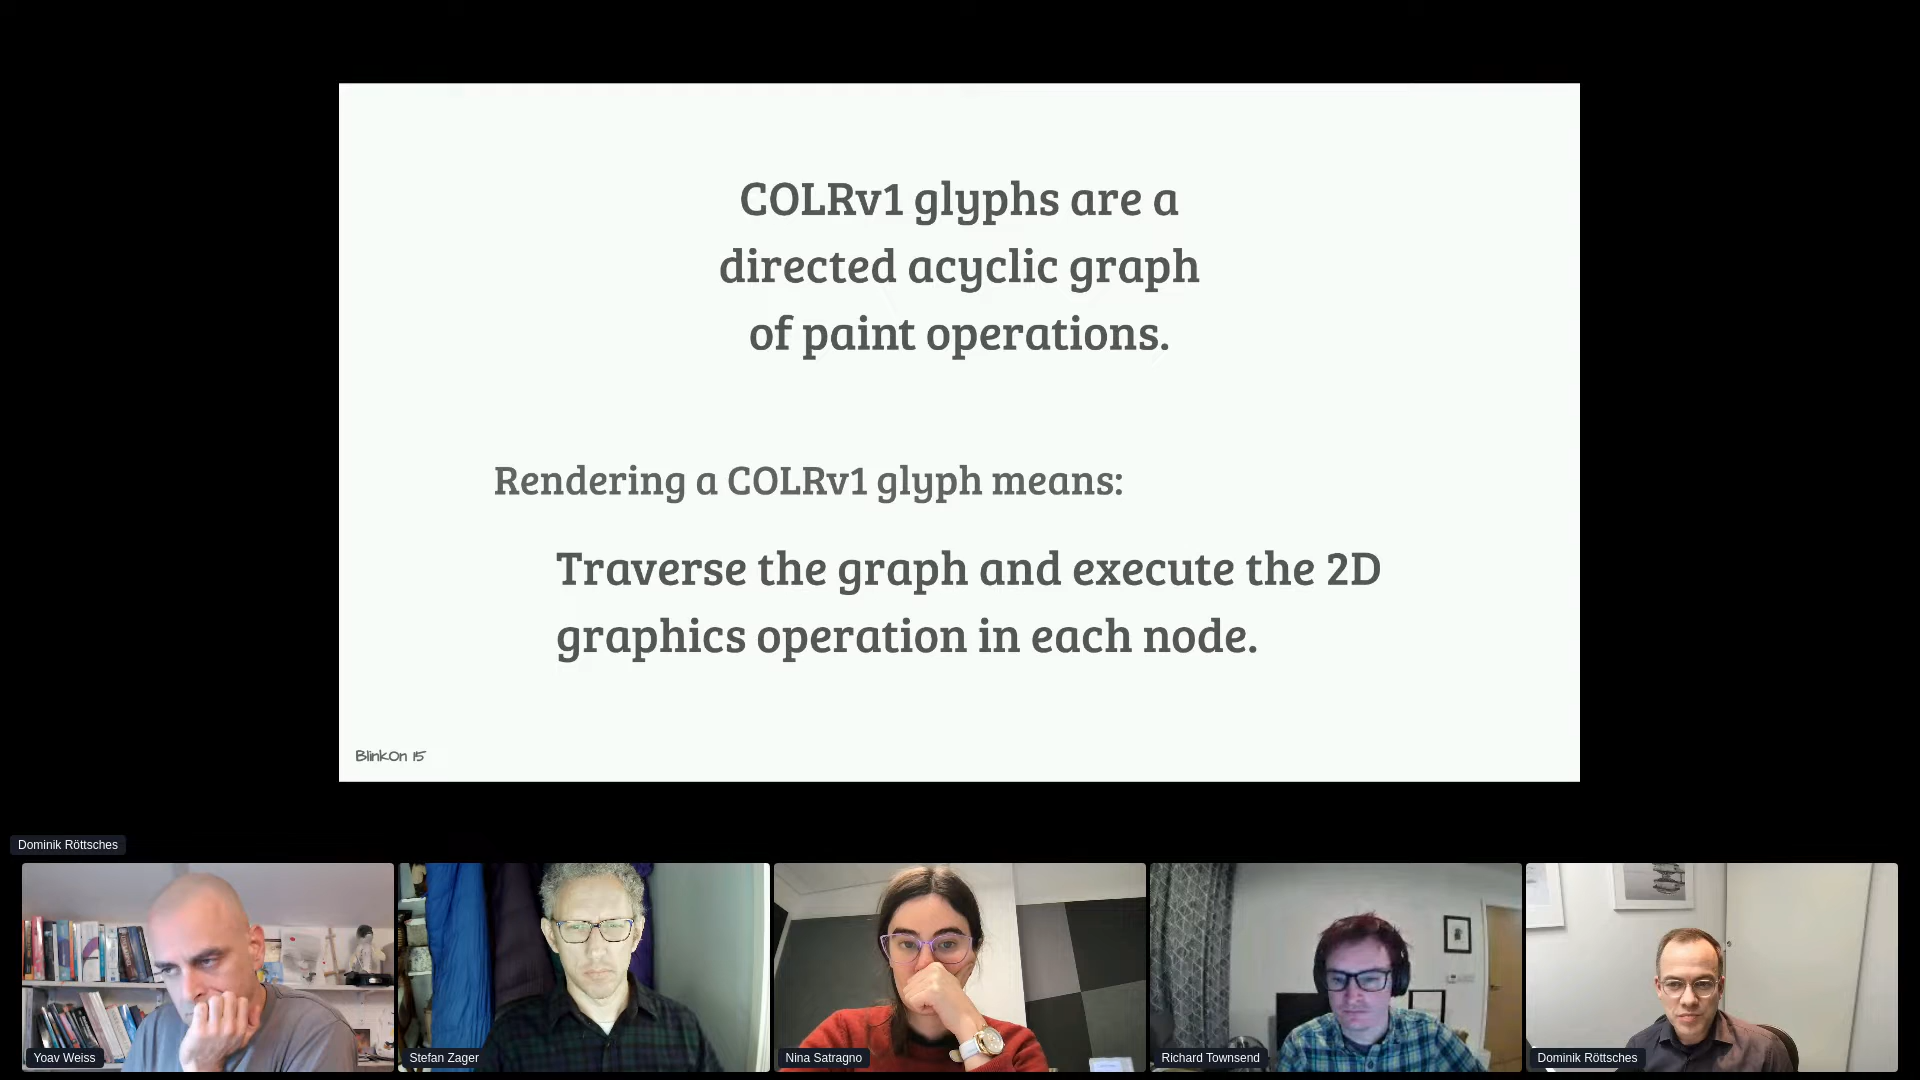 COLRv1 glyphs are a
directed acyclic graph
of paint operations.
Rendering a COLRv1 glyph means:
Traverse the graph and execute the 2D
graphics operation in each node.
BlinkOn 15
Dominik Röttsches
Yoav Weiss
Stefan Zager
Nina Satragno
Richard Townsend
Dominik Röttsches